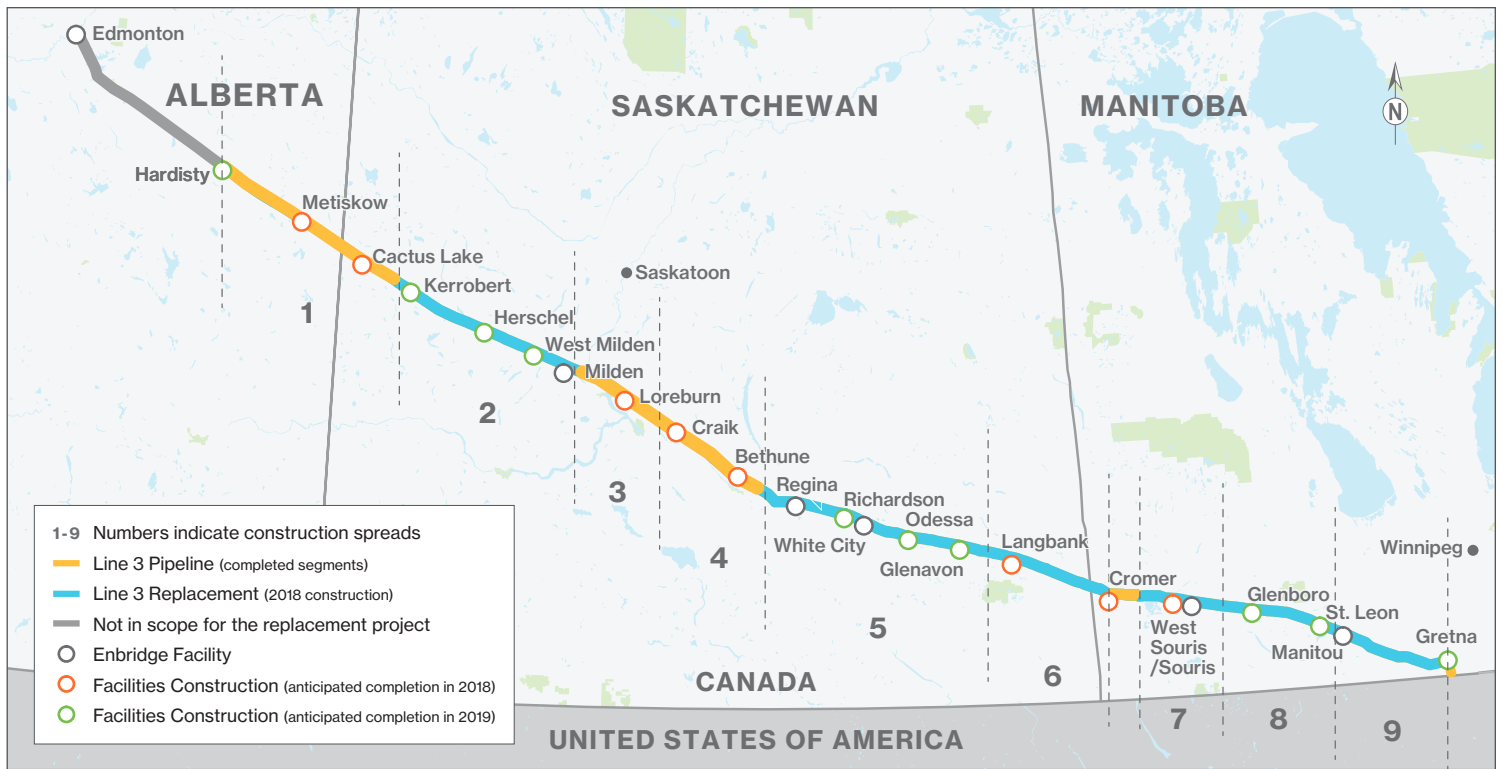 Edmonton
ALBERTA
SASKATCHEWAN
MANITOBA
N
Hardisty
Metiskow
Cactus Lake
Kerrobert
Saskatoon
1
Herschel
West Milden
Milden
Loreburn
2
Craik
Bethune
3
Regina
Richardson
4
White City
Odessa
Glenavon
Langbank
Winnipeg
Cromer
5
West
Souris
/Souris
Glenboro
St. Leon
Manitou
Gretna
6
7
8
9
1-9 Numbers indicate construction spreads
Line 3 Pipeline (completed segments)
Line 3 Replacement (2018 construction)
Not in scope for the replacement project
Enbridge Facility
Facilities Construction (anticipated completion in 2018)
Facilities Construction (anticipated completion in 2019)
CANADA
UNITED STATES OF AMERICA